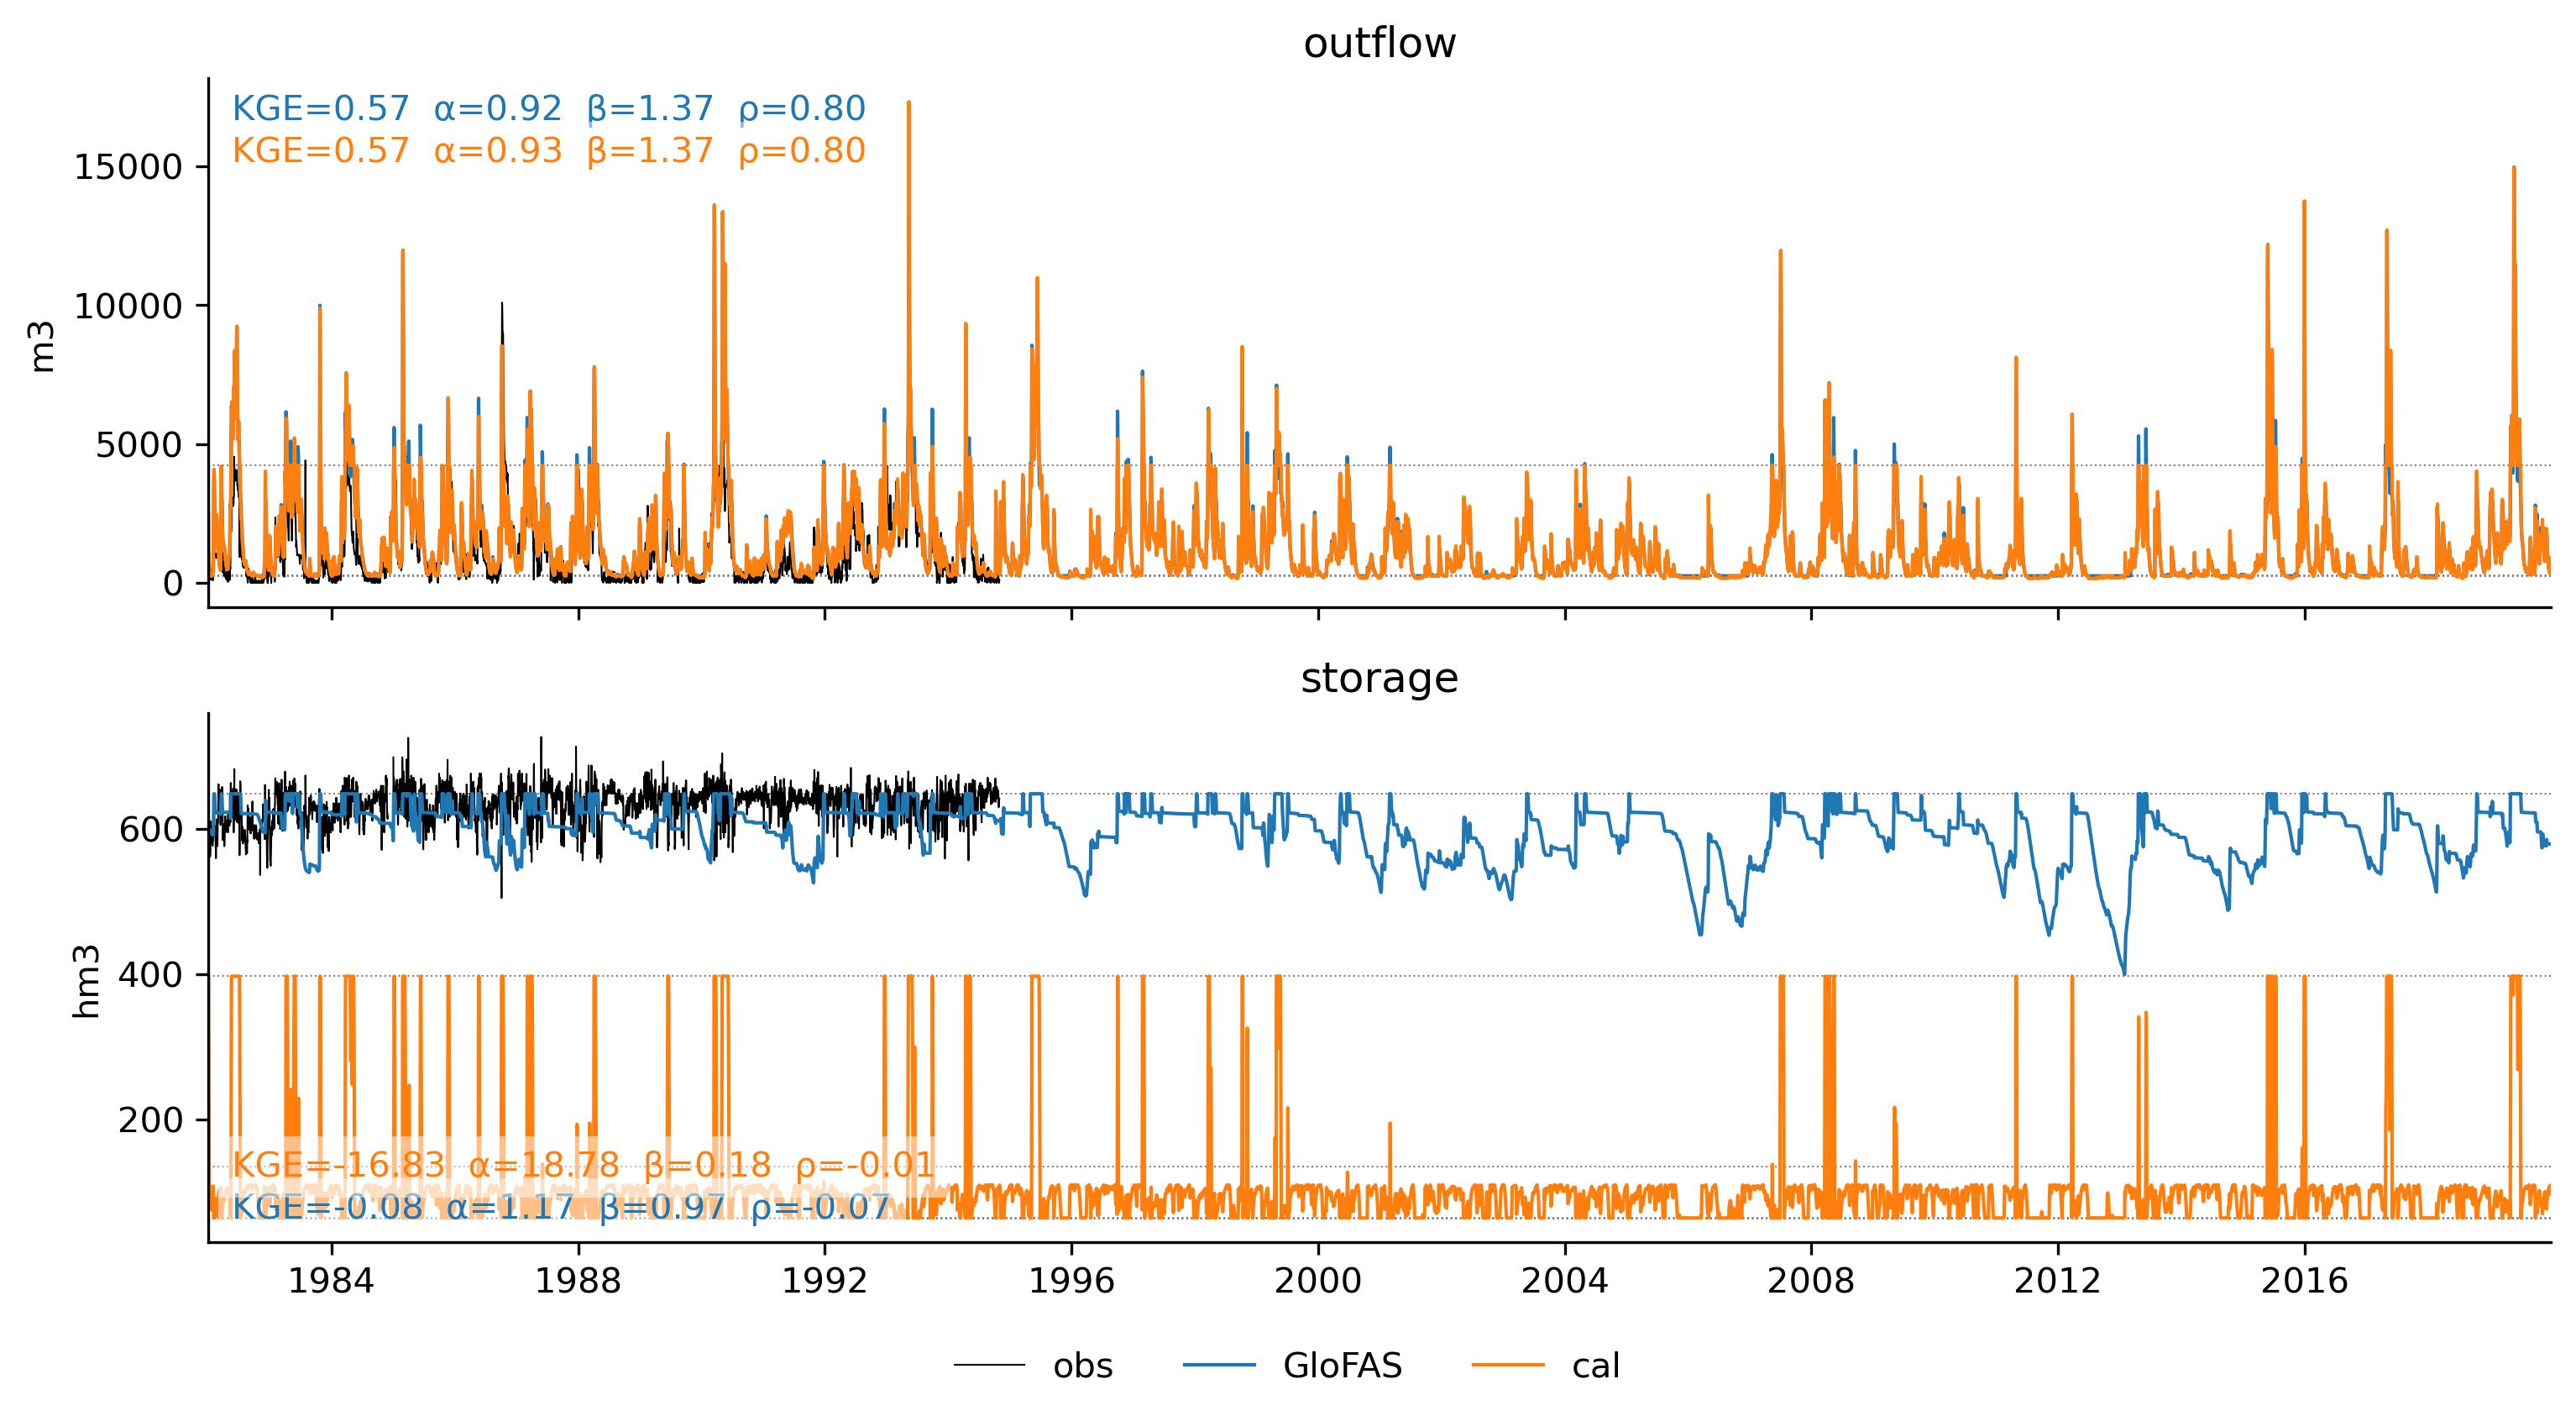 outflow
KGE=0.57 α=0.92 β=1.37 ρ=0.80
KGE=0.57 α=0.93 β=1.37 ρ=0.80
15000
10000
5000
0
m3
storage
600
400
200
hm3
KGE=-16.83 α=18.78 β=0.18 ρ=-0.01
KGE=-0.08 α=1.17 β=0.97 ρ=-0.07
1984 1988 1992 1996 2000 2004 2008 2012 2016
obs GloFAS cal